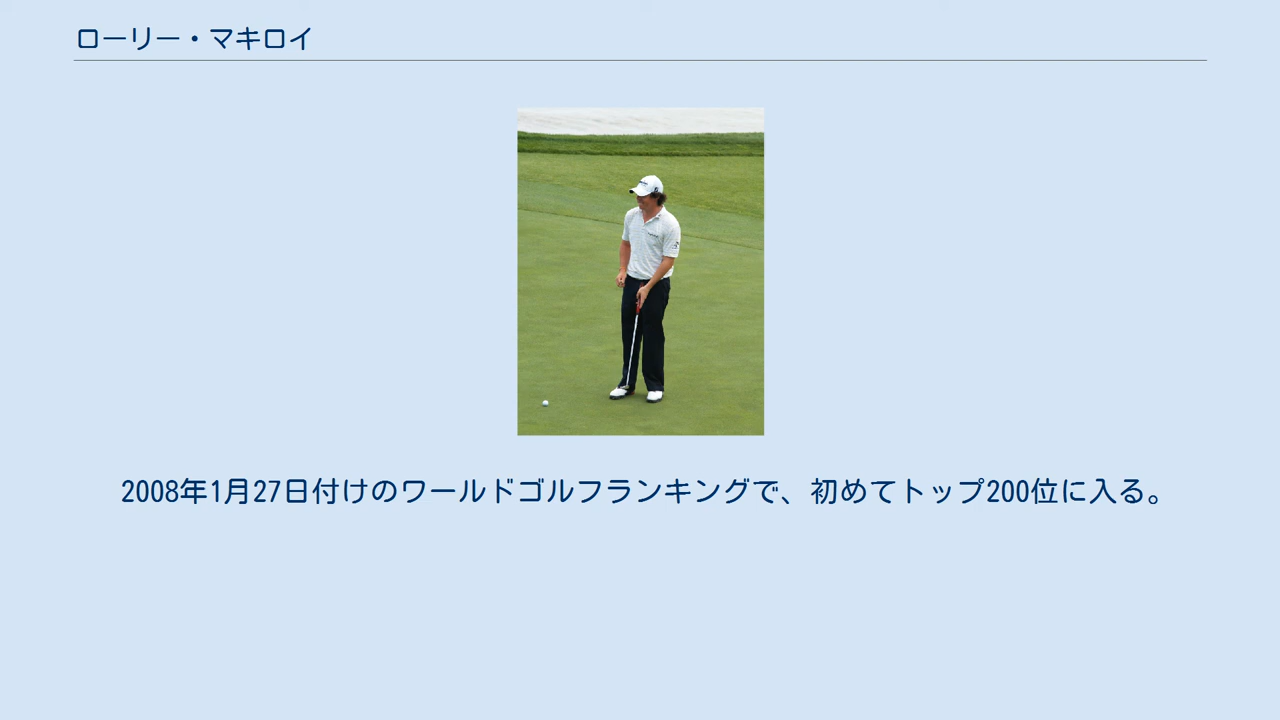 ローリー・マキロイ
2008年1月27日付けのワールドゴルフランキングで、初めてトップ200位に入る。